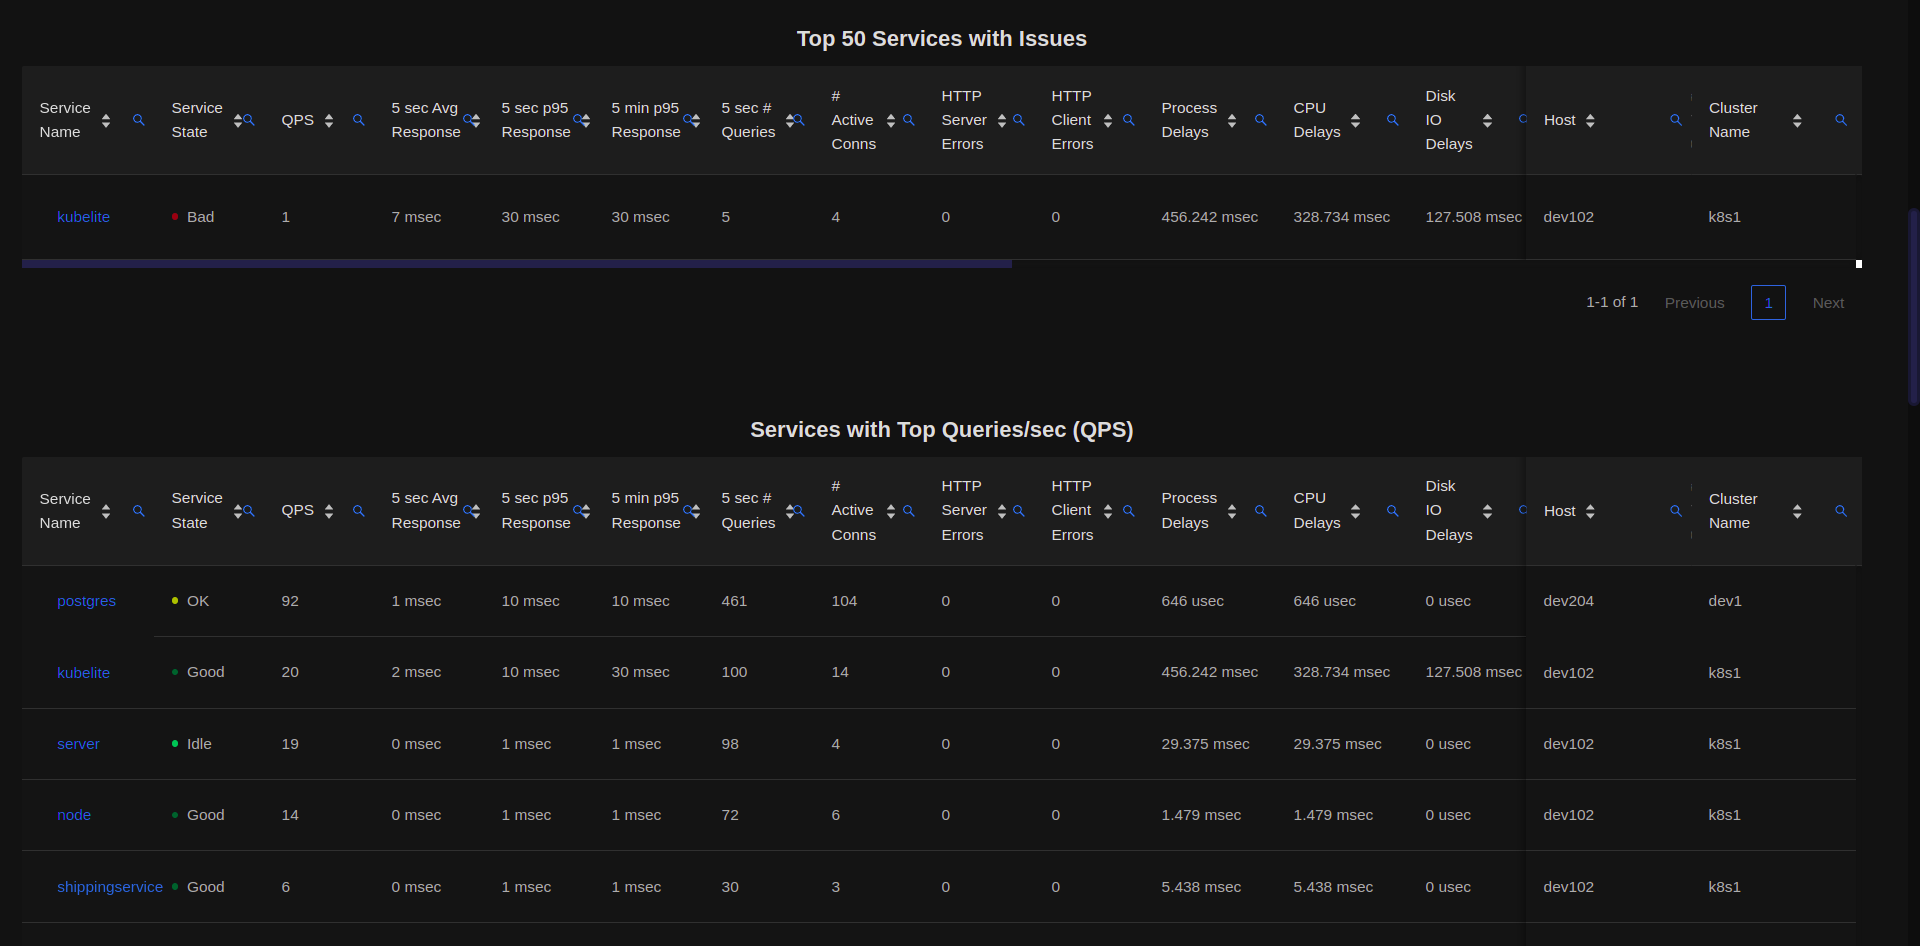 Top 50 Services with Issues
Service Name Service State QPS 5 sec Avg Response 5 sec p95 Response 5 min p95 Response 5 sec # Queries # Active Conns HTTP Server Errors HTTP Client Errors Process Delays CPU Delays Disk IO Delays Host Cluster Name
kubelite Bad 1 7 msec 30 msec 30 msec 5 4 0 0 456.242 msec 328.734 msec 127.508 msec dev102 k8s1
1-1 of 1 Previous 1 Next
Services with Top Queries/sec (QPS)
Service Name Service State QPS 5 sec Avg Response 5 sec p95 Response 5 min p95 Response 5 sec # Queries # Active Conns HTTP Server Errors HTTP Client Errors Process Delays CPU Delays Disk IO Delays Host Cluster Name
postgres OK 92 1 msec 10 msec 10 msec 461 104 0 0 646 usec 646 usec 0 usec dev204 dev1
kubelite Good 20 2 msec 10 msec 30 msec 100 14 0 0 456.242 msec 328.734 msec 127.508 msec dev102 k8s1
server Idle 19 0 msec 1 msec 1 msec 98 4 0 0 29.375 msec 29.375 msec 0 usec dev102 k8s1
node Good 14 0 msec 1 msec 1 msec 72 6 0 0 1.479 msec 1.479 msec 0 usec dev102 k8s1
shippingservice Good 6 0 msec 1 msec 1 msec 30 3 0 0 5.438 msec 5.438 msec 0 usec dev102 k8s1